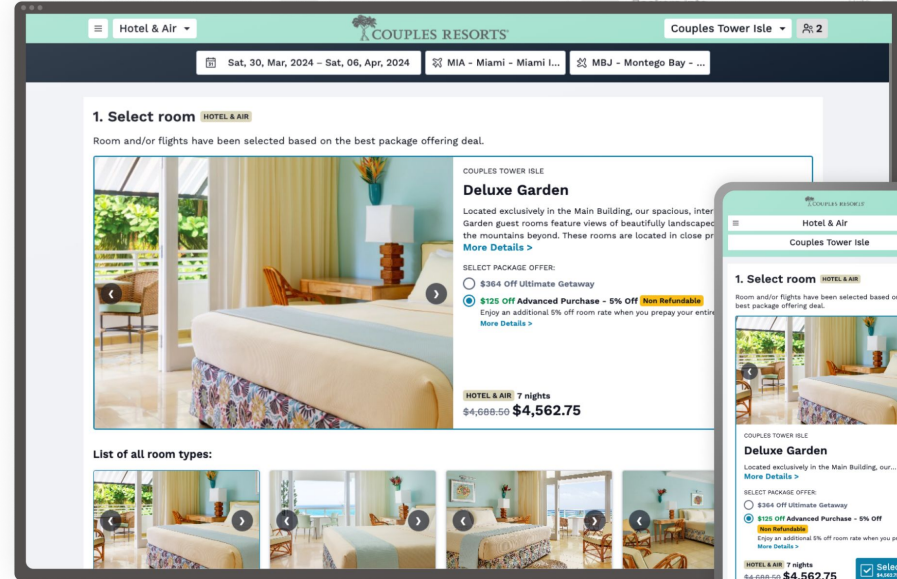 Hotel & Air
COUPLES RESORTS®
Couples Tower Isle
2
Sat, 30, Mar, 2024 – Sat, 06, Apr, 2024
MIA - Miami - Miami I...
MBJ - Montego Bay - ...
1. Select room HOTEL & AIR
Room and/or flights have been selected based on the best package offering deal.
COUPLES TOWER ISLE
Deluxe Garden
Located exclusively in the Main Building, our spacious, inter
Garden guest rooms feature views of beautifully landscaped
the mountains beyond. These rooms are located in close pr
More Details >
SELECT PACKAGE OFFER:
$364 Off Ultimate Getaway
$125 Off Advanced Purchase - 5% Off Non Refundable
Enjoy an additional 5% off room rate when you prepay your entire
More Details >
HOTEL & AIR 7 nights
$4,688.50 $4,562.75
List of all room types:
COUPLES RESORTS
Hotel & Air
Couples Tower Isle
1. Select room HOTEL & AIR
Room and/or flights have been selected based o
best package offering deal.
COUPLES TOWER ISLE
Deluxe Garden
Located exclusively in the Main Building, our...
More Details >
SELECT PACKAGE OFFER:
$364 Off Ultimate Getaway
$125 Off Advanced Purchase - 5% Off
Non Refundable
Enjoy an additional 5% off room rate when you pr
More Details >
HOTEL & AIR 7 nights
$4,688.50 $4,562.75
Selec
$4,562.7